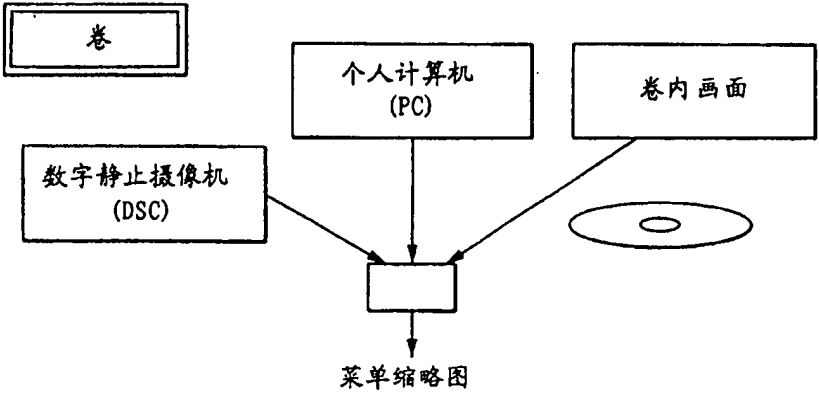 卷
个人计算机
(PC)
卷内画面
数字静止摄像机
(DSC)
菜单缩略图